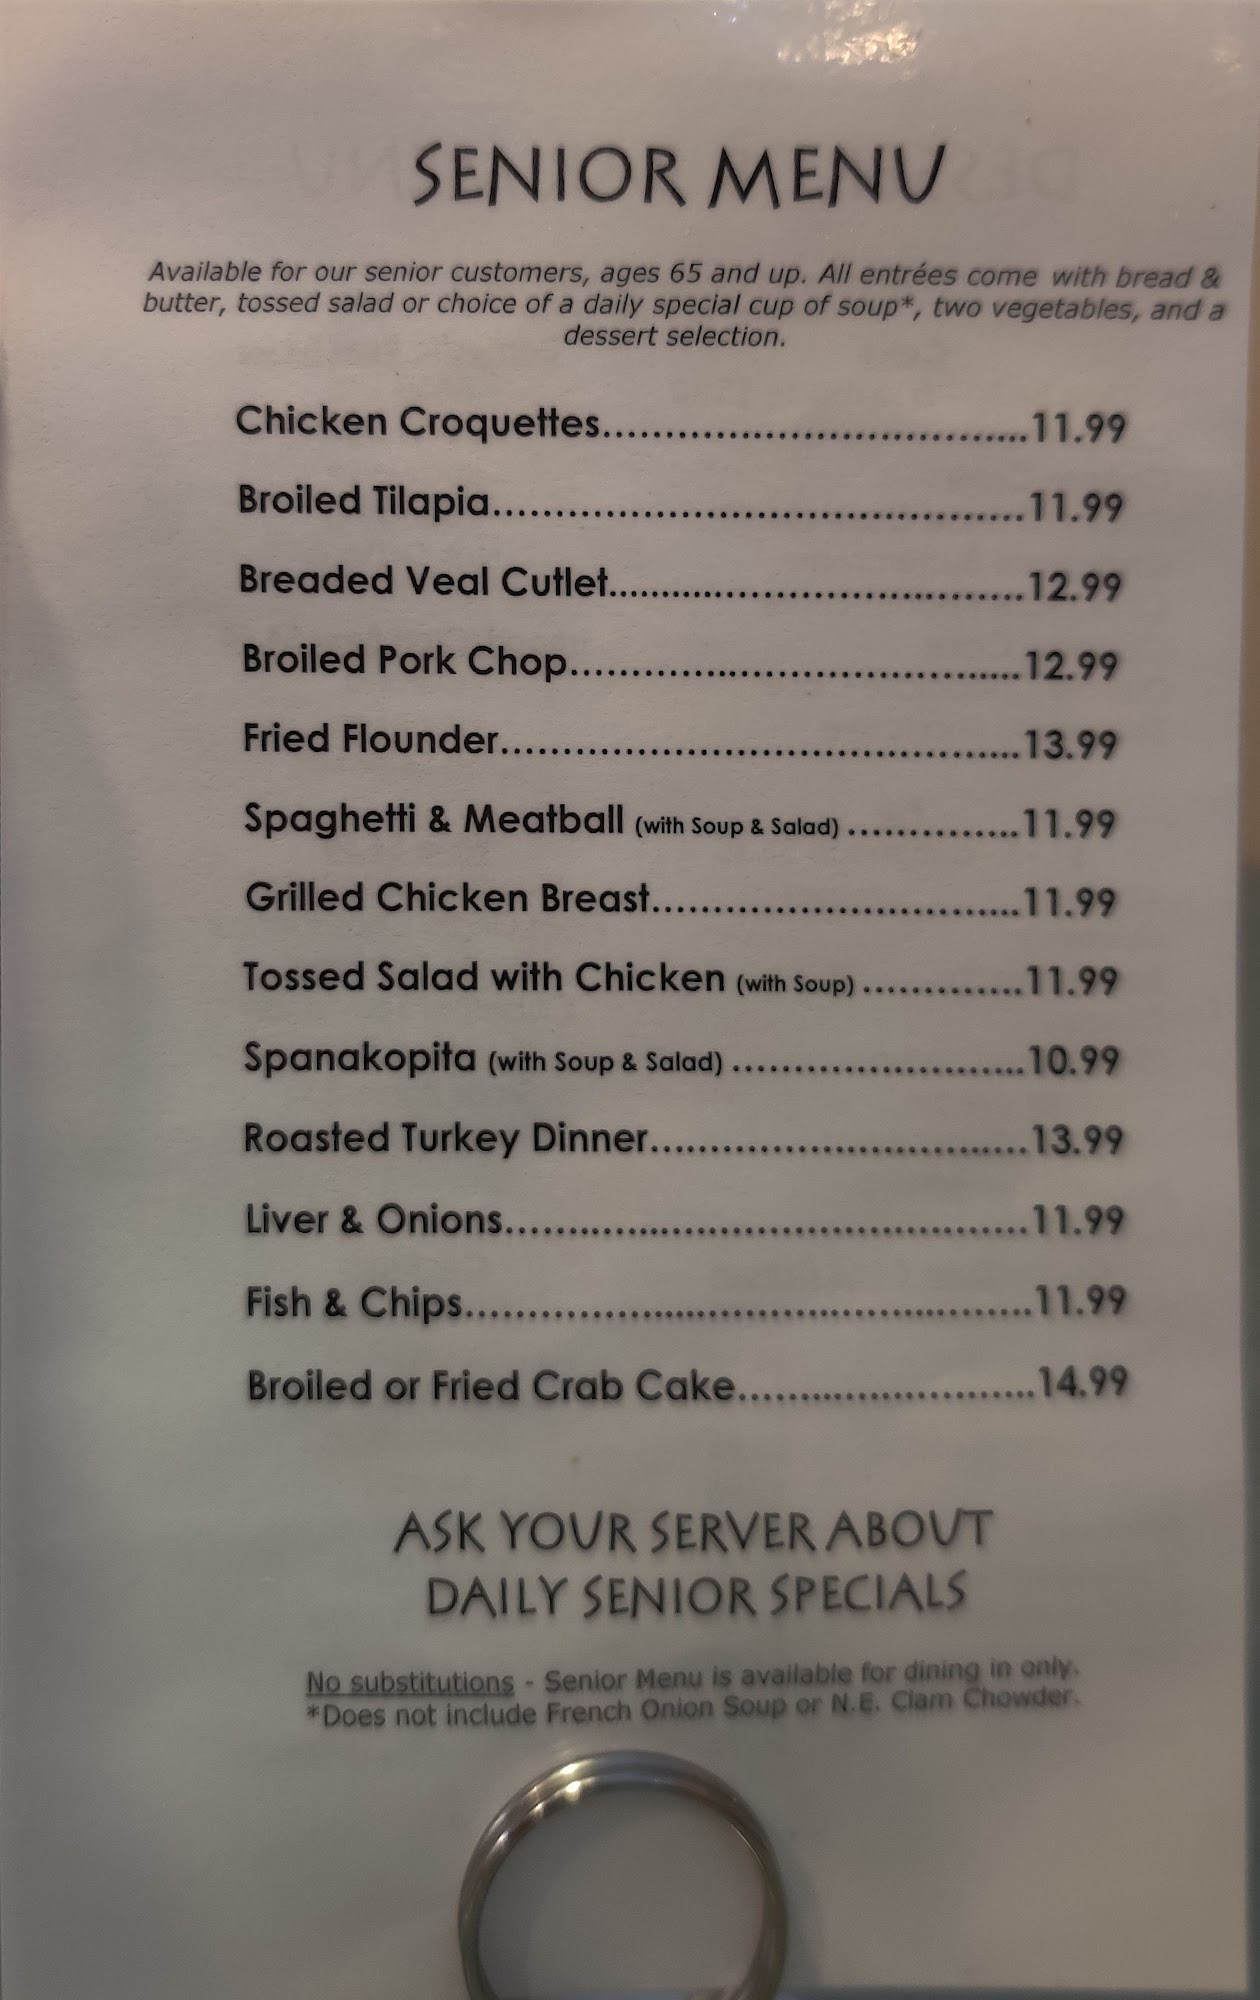 SENIOR MENU
Available for our senior customers, ages 65 and up. All entrées come with bread &
butter, tossed salad or choice of a daily special cup of soup*, two vegetables, and a
dessert selection.
Chicken Croquettes..................................11.99
Broiled Tilapia..........................................11.99
Breaded Veal Cutlet..................................12.99
Broiled Pork Chop....................................12.99
Fried Flounder..........................................13.99
Spaghetti & Meatball (with Soup & Salad) ..............11.99
Grilled Chicken Breast..............................11.99
Tossed Salad with Chicken (with Soup) .............11.99
Spanakopita (with Soup & Salad) ........................10.99
Roasted Turkey Dinner...............................13.99
Liver & Onions..........................................11.99
Fish & Chips..............................................11.99
Broiled or Fried Crab Cake.........................14.99
ASK YOUR SERVER ABOUT
DAILY SENIOR SPECIALS
No substitutions - Senior Menu is available for dining in only.
*Does not include French Onion Soup or N.E. Clam Chowder.